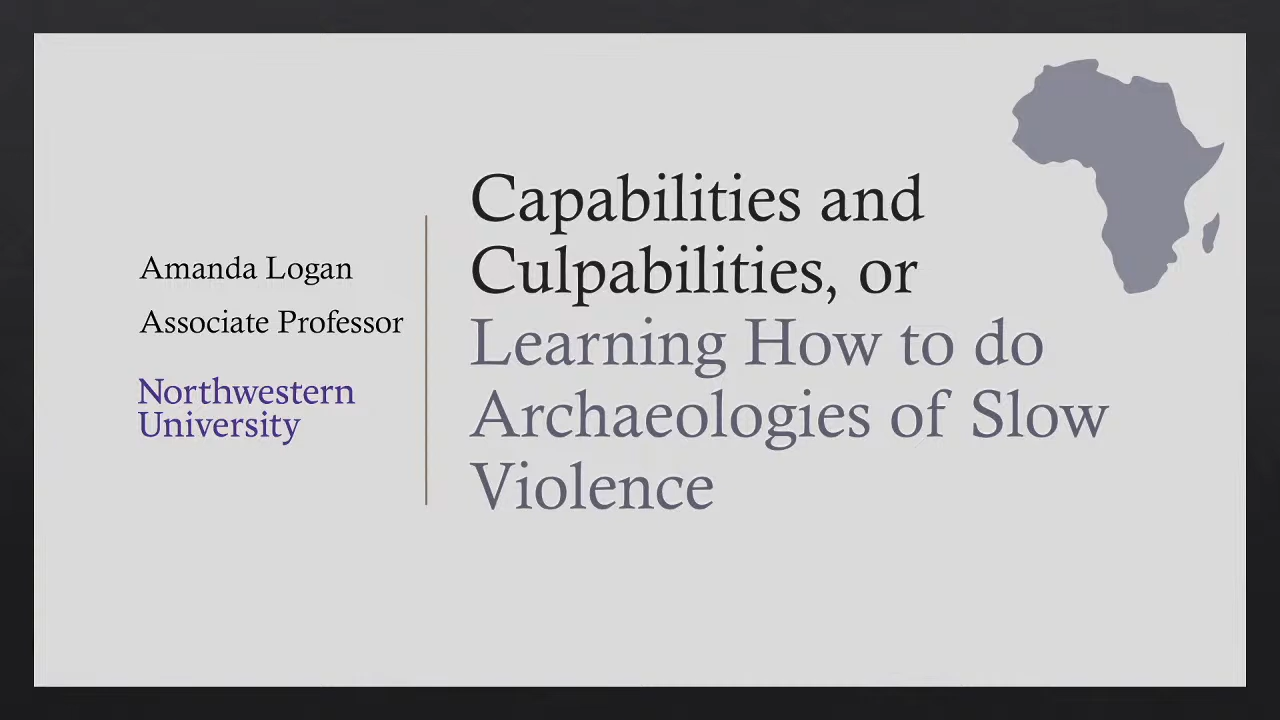 Amanda Logan
Associate Professor
Northwestern
University
Capabilities and
Culpabilities, or
Learning How to do
Archaeologies of Slow
Violence